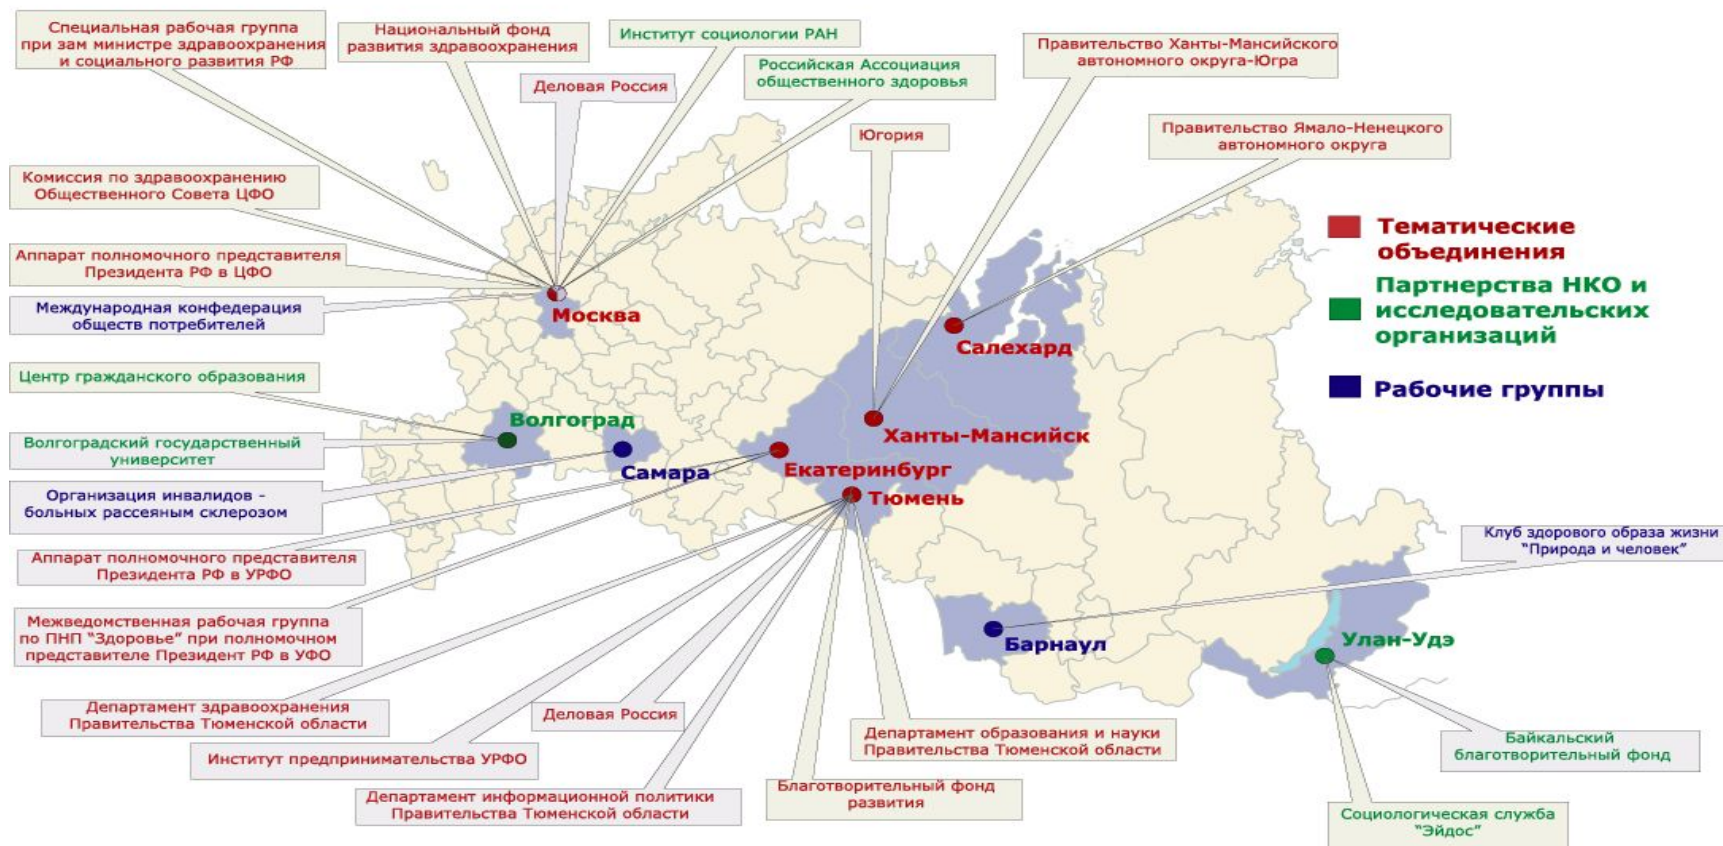 Специальная рабочая группа
при зам министре здравоохранения
и социального развития РФ
Национальный фонд
развития здравоохранения
Институт социологии РАН
Деловая Россия
Российская Ассоциация
общественного здоровья
Правительство Ханты-Мансийского
автономного округа-Югра
Югория
Правительство Ямало-Ненецкого
автономного округа
Комиссия по здравоохранению
Общественного Совета ЦФО
Аппарат полномочного представителя
Президента РФ в ЦФО
Международная конфедерация
обществ потребителей
Центр гражданского образования
Волгоградский государственный
университет
Организация инвалидов -
больных рассеяным склерозом
Аппарат полномочного представителя
Президента РФ в УРФО
Межведомственная рабочая группа
по ПНП "Здоровье" при полномочном
представителе Президент РФ в УФО
Департамент здравоохранения
Правительства Тюменской области
Институт предпринимательства УРФО
Деловая Россия
Департамент информационной политики
Правительства Тюменской области
Благотворительный фонд
развития
Департамент образования и науки
Правительства Тюменской области
Москва
Волгоград
Самара
Екатеринбург
Тюмень
Ханты-Мансийск
Салехард
Барнаул
Улан-Удэ
Тематические
объединения
Партнерства НКО и
исследовательских
организаций
Рабочие группы
Клуб здорового образа жизни
"Природа и человек"
Байкальский
благотворительный фонд
Социологическая служба
"Эйдос"